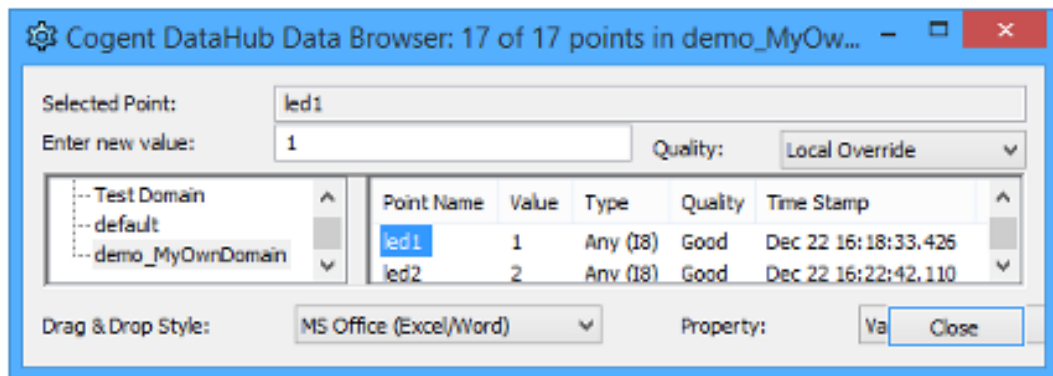 Cogent DataHub Data Browser: 17 of 17 points in demo_MyOw...
Selected Point: led1
Enter new value: 1 Quality: Local Override
Test Domain
default
demo_MyOwnDomain
Point Name Value Type Quality Time Stamp
led1 1 Any (I8) Good Dec 22 16:18:33.426
led2 2 Any (I8) Good Dec 22 16:22:42.110
Drag & Drop Style: MS Office (Excel/Word) Property: Va Close